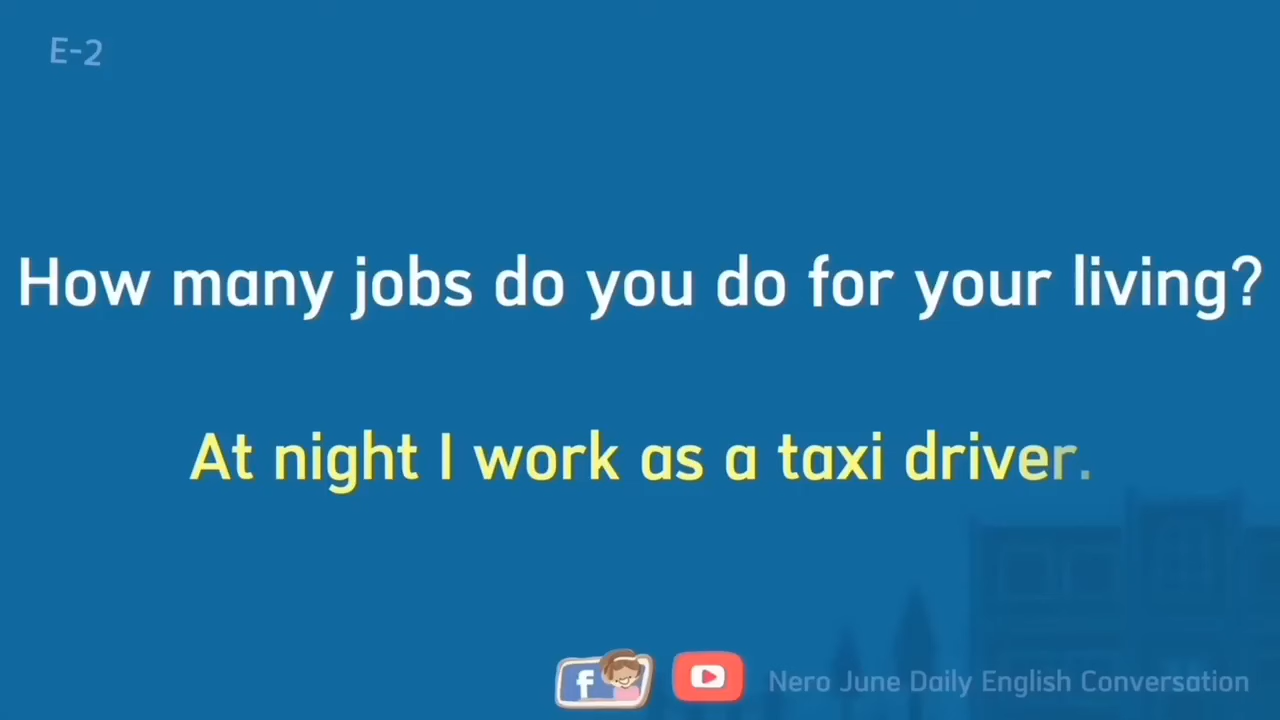 E-2
How many jobs do you do for your living?
At night I work as a taxi driver.
f
Nero June Daily English Conversation